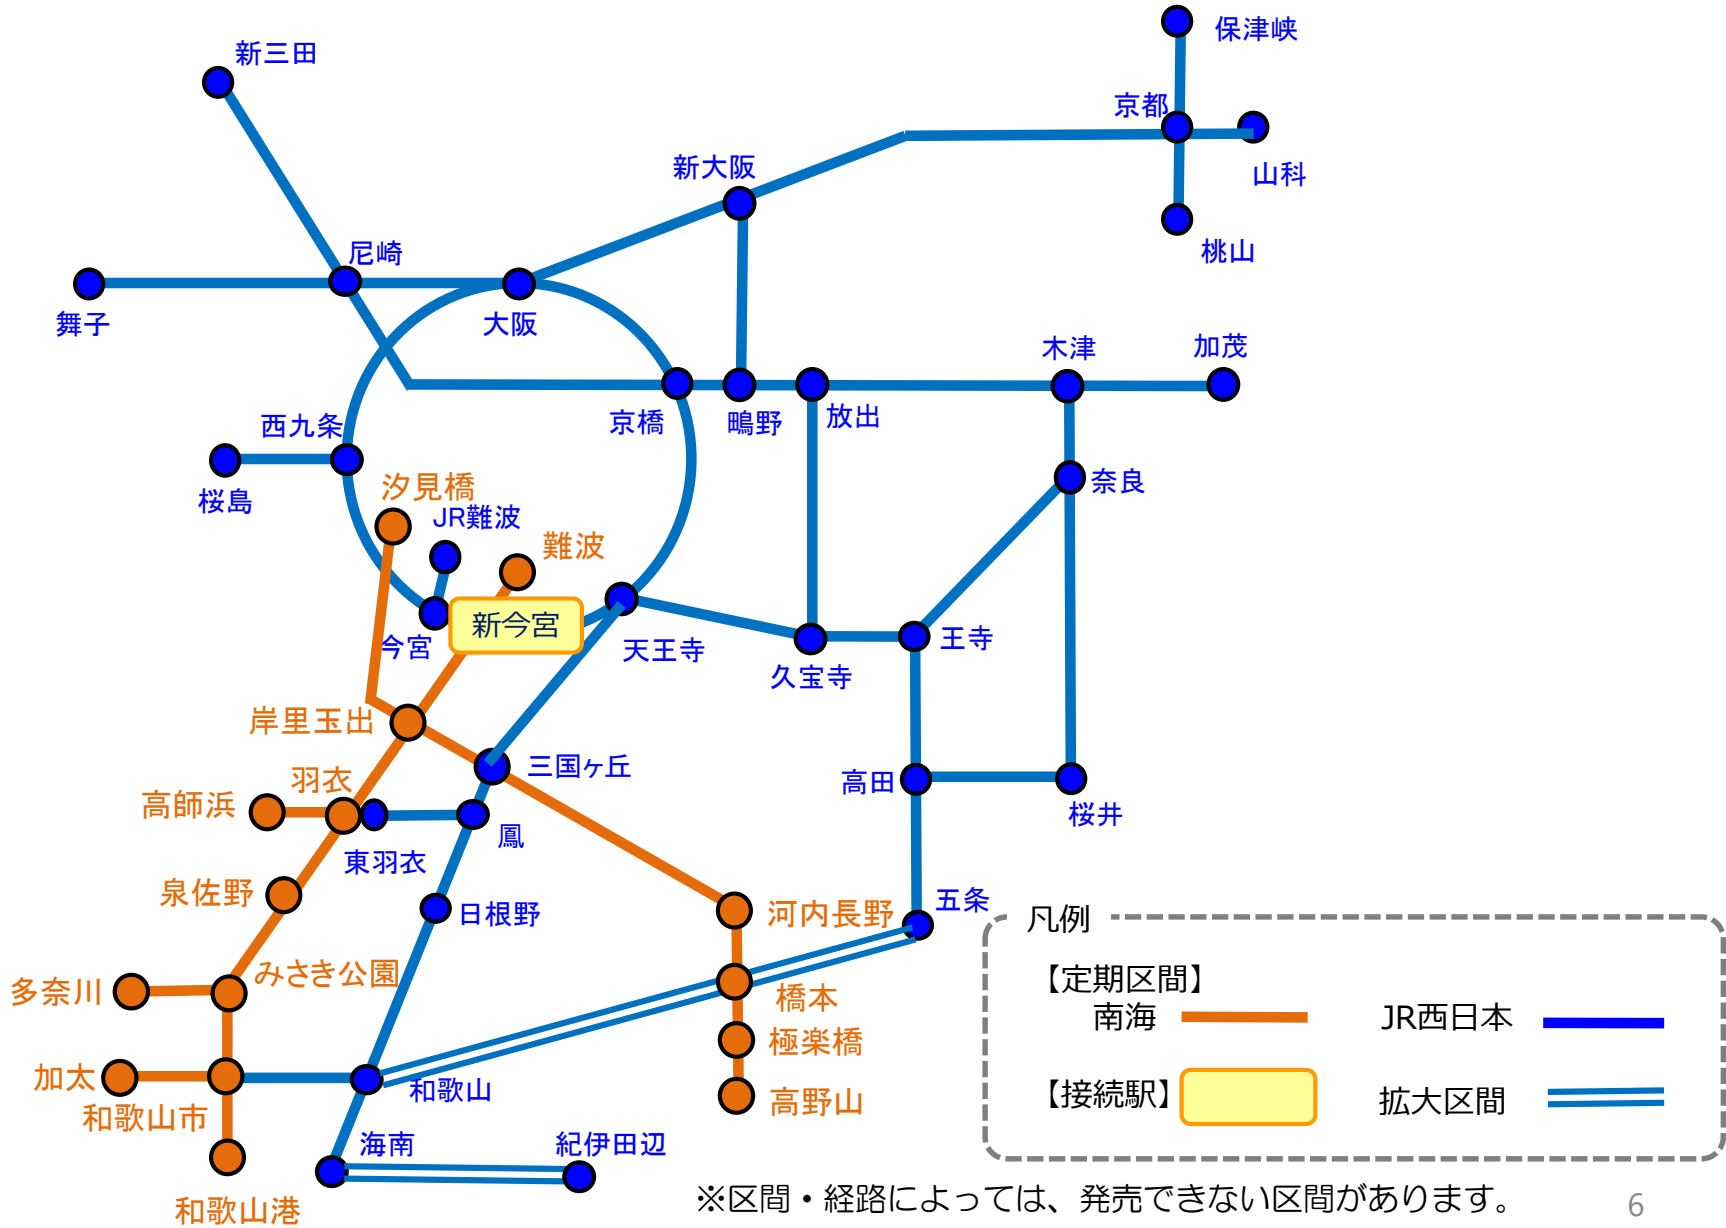 保津峡
新三田
京都
新大阪
山科
桃山
尼崎
舞子
大阪
木津
加茂
西九条
京橋
鴫野
放出
桜島
汐見橋
JR難波
奈良
難波
新今宮
今宮
天王寺
久宝寺
王寺
岸里玉出
三国ヶ丘
羽衣
高田
高師浜
東羽衣
鳳
桜井
泉佐野
日根野
河内長野
五条
凡例
多奈川
みさき公園
橋本
【定期区間】
南海
JR西日本
極楽橋
加太
和歌山市
和歌山
高野山
【接続駅】
拡大区間
海南
紀伊田辺
和歌山港
※区間・経路によっては、発売できない区間があります。
6